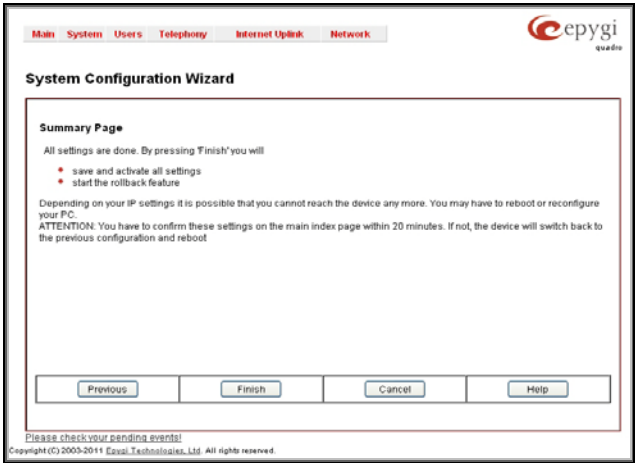 Main System Users Telephony Internet Uplink Network
epygi
quadro
System Configuration Wizard
Summary Page
All settings are done. By pressing 'Finish' you will
save and activate all settings
start the rollback feature
Depending on your IP settings it is possible that you cannot reach the device any more. You may have to reboot or reconfigure
your PC.
ATTENTION: You have to confirm these settings on the main index page within 20 minutes. If not, the device will switch back to
the previous configuration and reboot
Previous Finish Cancel Help
Please check your pending events!
Copyright (C) 2003-2011 Epygi Technologies, Ltd. All rights reserved.